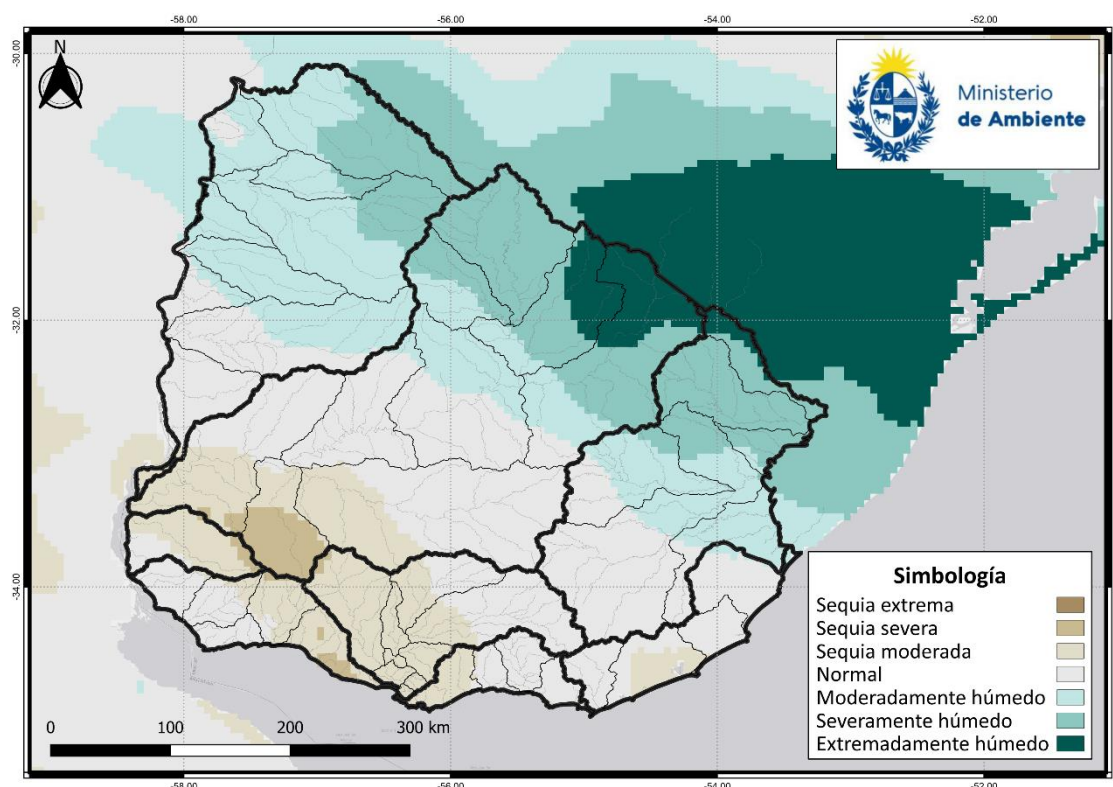 -58.00 -56.00 -54.00 -52.00
N
-30.00
Ministerio
de Ambiente
-32.00
-34.00
Simbología
Sequia extrema
Sequia severa
Sequia moderada
Normal
Moderadamente húmedo
Severamente húmedo
Extremadamente húmedo
0 100 200 300 km
-58.00 -56.00 -54.00 -52.00